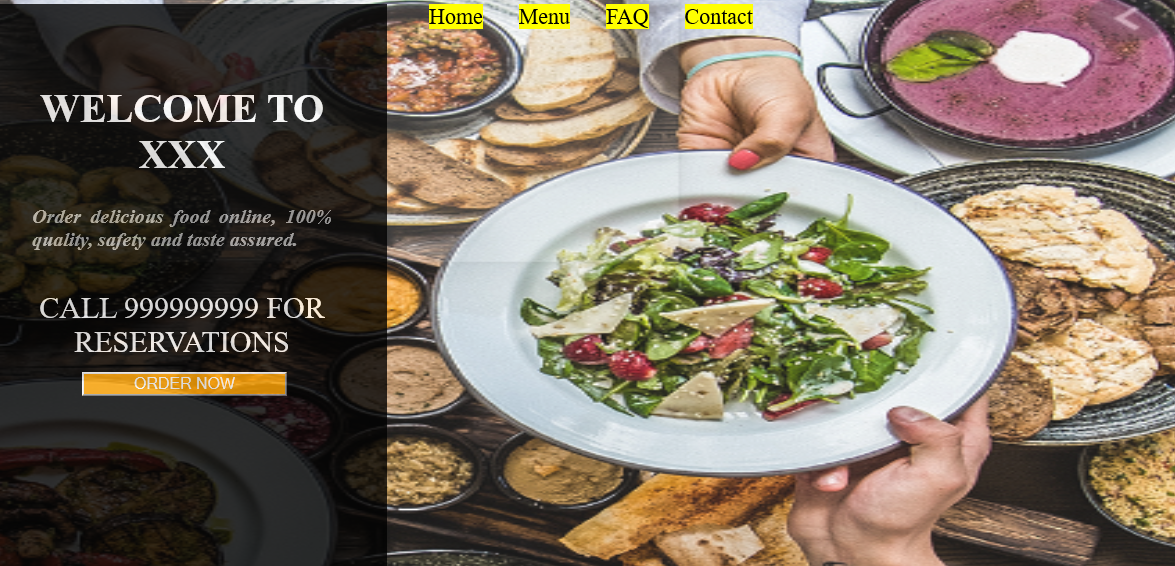 Home Menu FAQ Contact
WELCOME TO
XXX
Order delicious food online, 100%
quality, safety and taste assured.
CALL 999999999 FOR
RESERVATIONS
ORDER NOW